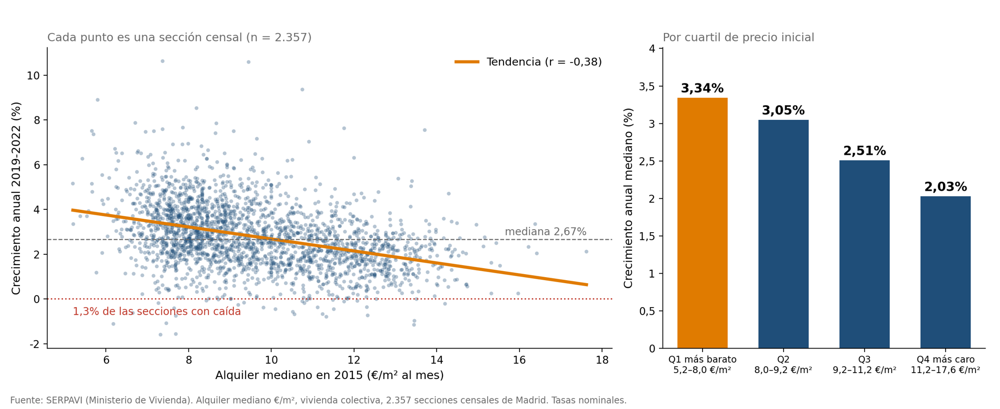 Cada punto es una sección censal (n = 2.357)
Tendencia (r = -0,38)
Crecimiento anual 2019-2022 (%)
10
8
6
4
2
0
-2
mediana 2,67%
1,3% de las secciones con caída
6
8
10
12
14
16
18
Alquiler mediano en 2015 (€/m² al mes)
Por cuartil de precio inicial
Crecimiento anual mediano (%)
4
3,5
3
2,5
2
1,5
1
0,5
0
3,34%
3,05%
2,51%
2,03%
Q1 más barato
5,2–8,0 €/m²
Q2
8,0–9,2 €/m²
Q3
9,2–11,2 €/m²
Q4 más caro
11,2–17,6 €/m²
Fuente: SERPAVI (Ministerio de Vivienda). Alquiler mediano €/m², vivienda colectiva, 2.357 secciones censales de Madrid. Tasas nominales.